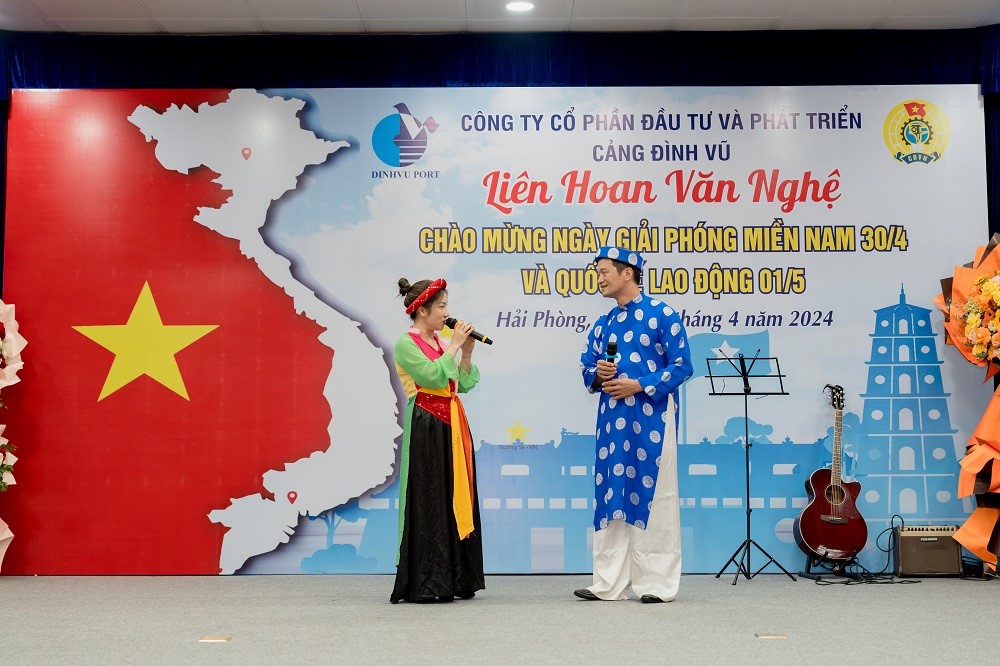 CÔNG TY CỔ PHẦN ĐẦU TƯ VÀ PHÁT TRIỂN
CẢNG ĐÌNH VŨ
DINHVU PORT
CĐVN
Liên Hoan Văn Nghệ
CHÀO MỪNG NGÀY GIẢI PHÓNG MIỀN NAM 30/4
VÀ LAO ĐỘNG 01/5
Hải Phòng, tháng 4 năm 2024